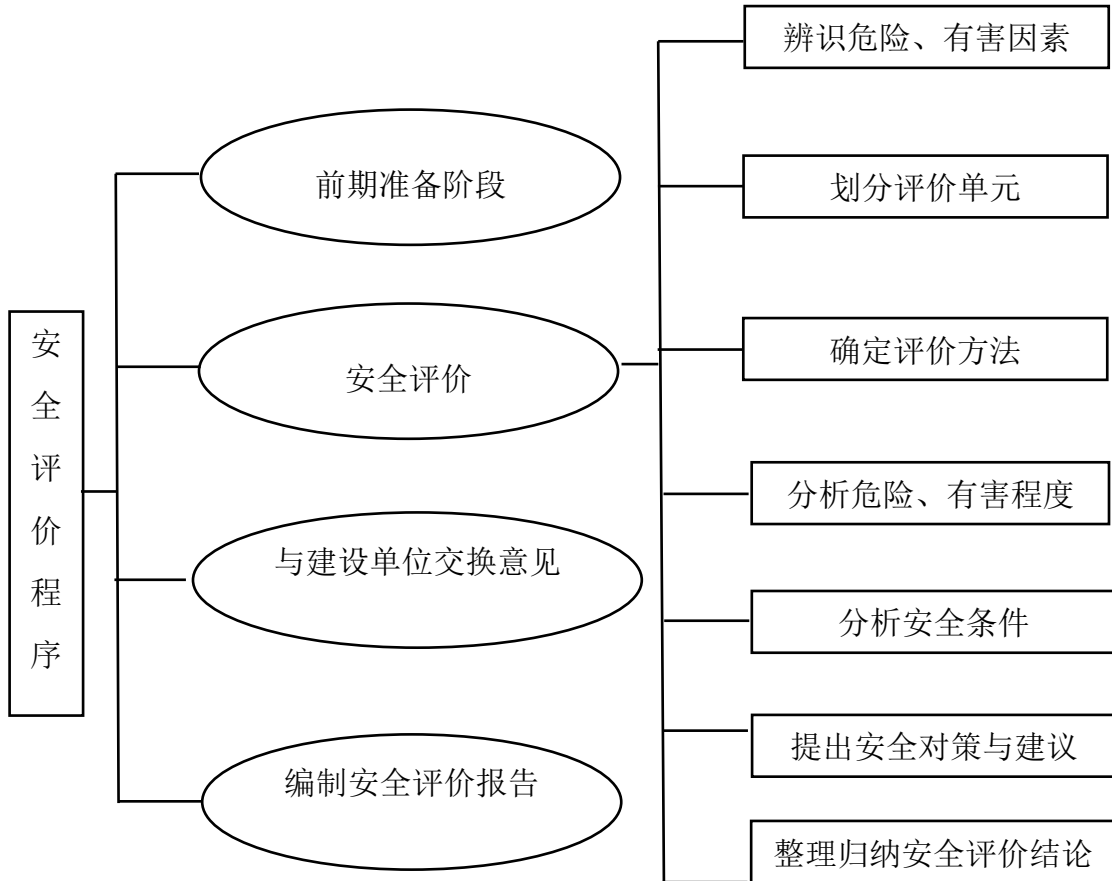 安全评价程序
前期准备阶段
安全评价
与建设单位交换意见
编制安全评价报告
辨识危险、有害因素
划分评价单元
确定评价方法
分析危险、有害程度
分析安全条件
提出安全对策与建议
整理归纳安全评价结论